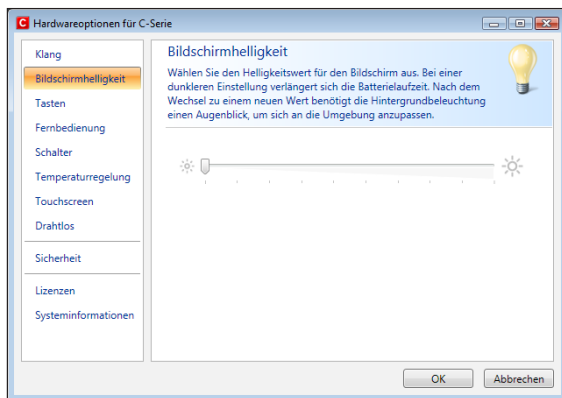 C Hardwareoptionen für C-Serie
Klang
Bildschirmhelligkeit
Tasten
Fernbedienung
Schalter
Temperaturregelung
Touchscreen
Drahtlos
Sicherheit
Lizenzen
Systeminformationen
Bildschirmhelligkeit
Wählen Sie den Helligkeitswert für den Bildschirm aus. Bei einer
dunkleren Einstellung verlängert sich die Batterielaufzeit. Nach dem
Wechsel zu einem neuen Wert benötigt die Hintergrundbeleuchtung
einen Augenblick, um sich an die Umgebung anzupassen.
OK
Abbrechen